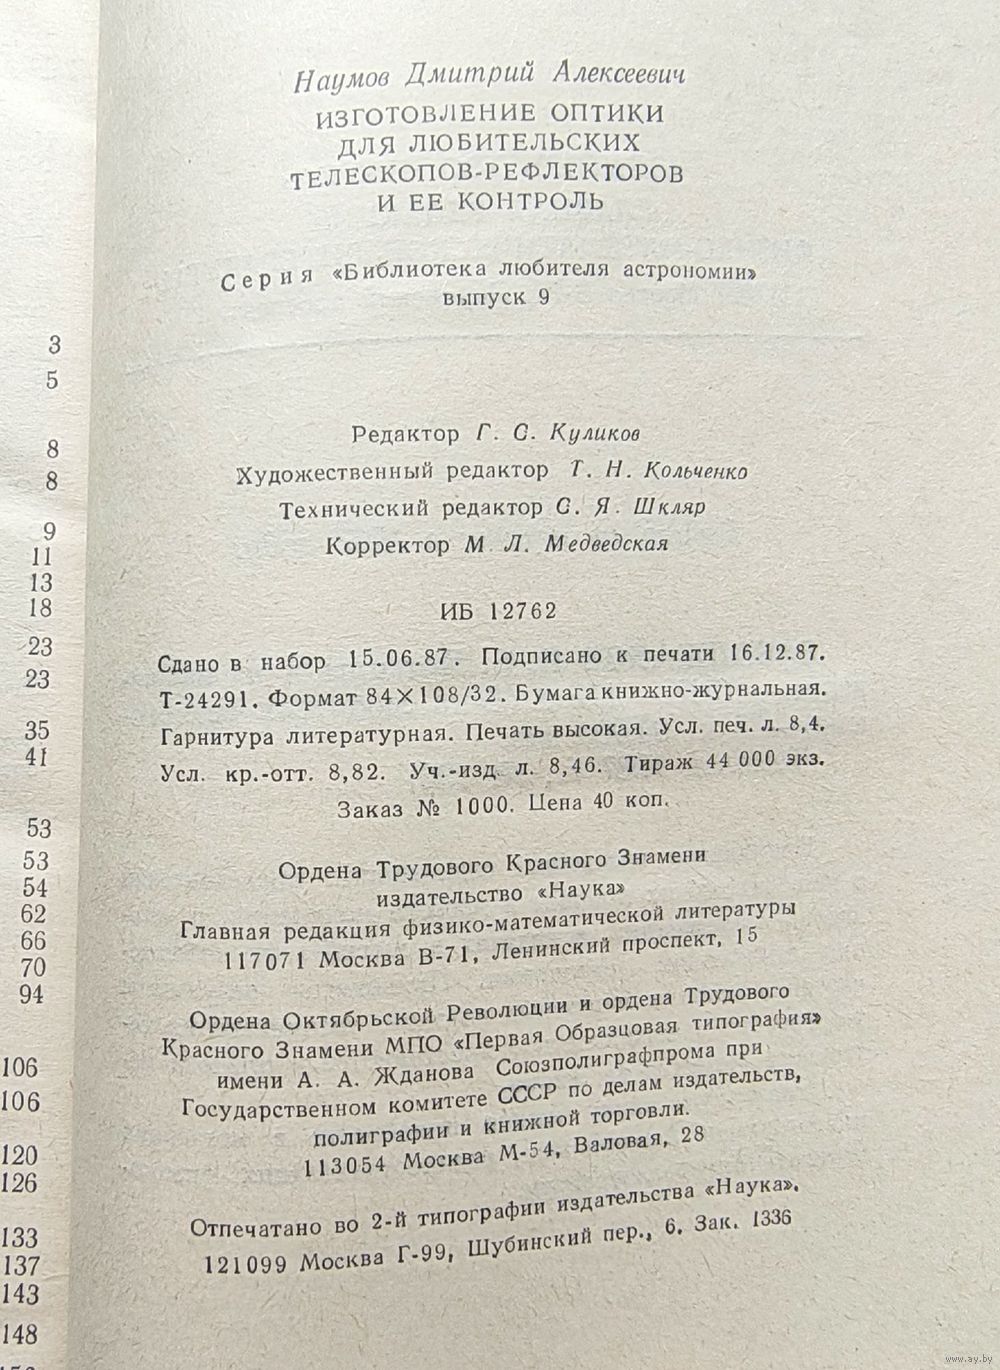 Наумов Дмитрий Алексеевич
ИЗГОТОВЛЕНИЕ ОПТИКИ
ДЛЯ ЛЮБИТЕЛЬСКИХ
ТЕЛЕСКОПОВ-РЕФЛЕКТОРОВ
И ЕЕ КОНТРОЛЬ
Серия «Библиотека любителя астрономии»
выпуск 9
Редактор Г. С. Куликов
Художественный редактор Т. Н. Кольченко
Технический редактор С. Я. Шкляр
Корректор М. Л. Медведская
ИБ 12762
Сдано в набор 15.06.87. Подписано к печати 16.12.87.
Т-24291. Формат 84×108/32. Бумага книжно-журнальная.
Гарнитура литературная. Печать высокая. Усл. печ. л. 8,4.
Усл. кр.-отт. 8,82. Уч.-изд. л. 8,46. Тираж 44 000 экз.
Заказ № 1000. Цена 40 коп.
Ордена Трудового Красного Знамени
издательство «Наука»
Главная редакция физико-математической литературы
117071 Москва В-71, Ленинский проспект, 15
Ордена Октябрьской Революции и ордена Трудового
Красного Знамени МПО «Первая Образцовая типография»
имени А. А. Жданова Союзполиграфпрома при
Государственном комитете СССР по делам издательств,
полиграфии и книжной торговли.
113054 Москва М-54, Валовая, 28
Отпечатано во 2-й типографии издательства «Наука».
121099 Москва Г-99, Шубинский пер., 6. Зак. 1336
3
5
8
8
9
11
13
18
23
23
35
41
53
53
54
62
66
70
94
106
106
120
126
133
137
143
148
www.ay.by